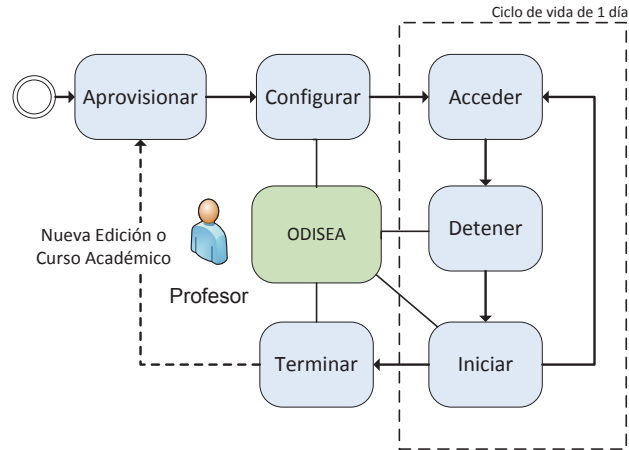 Ciclo de vida de 1 día
Aprovisionar
Configurar
Acceder
Nueva Edición o
Curso Académico
Profesor
ODISEA
Detener
Terminar
Iniciar